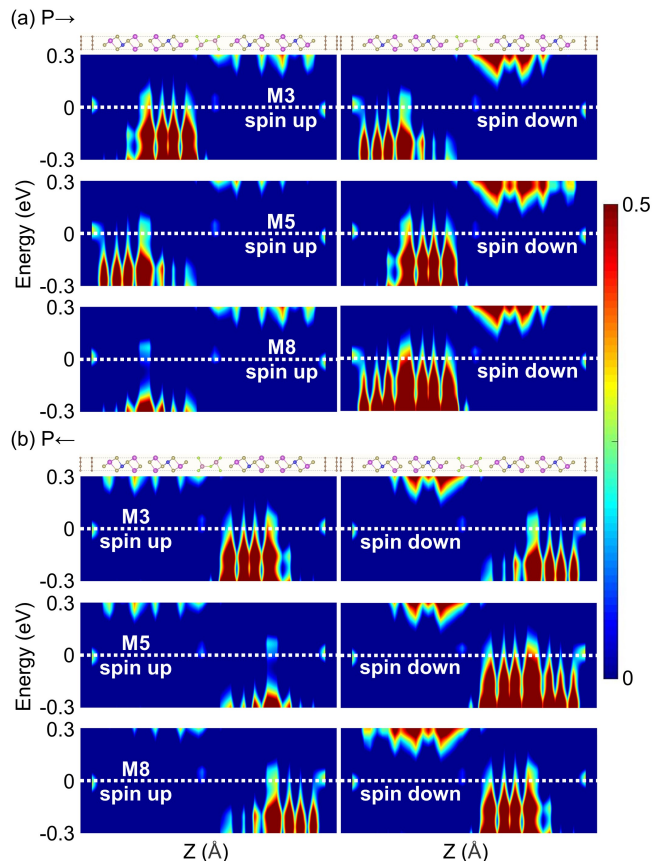 (a) P→
0.3
0
-0.3
M3
spin up
spin down
0.3
0
-0.3
M5
spin up
spin down
0.3
0
-0.3
M8
spin up
spin down
Energy (eV)
0.5
0
(b) P←
0.3
0
-0.3
M3
spin up
spin down
0.3
0
-0.3
M5
spin up
spin down
0.3
0
-0.3
M8
spin up
spin down
Energy (eV)
Z (Å)
Z (Å)